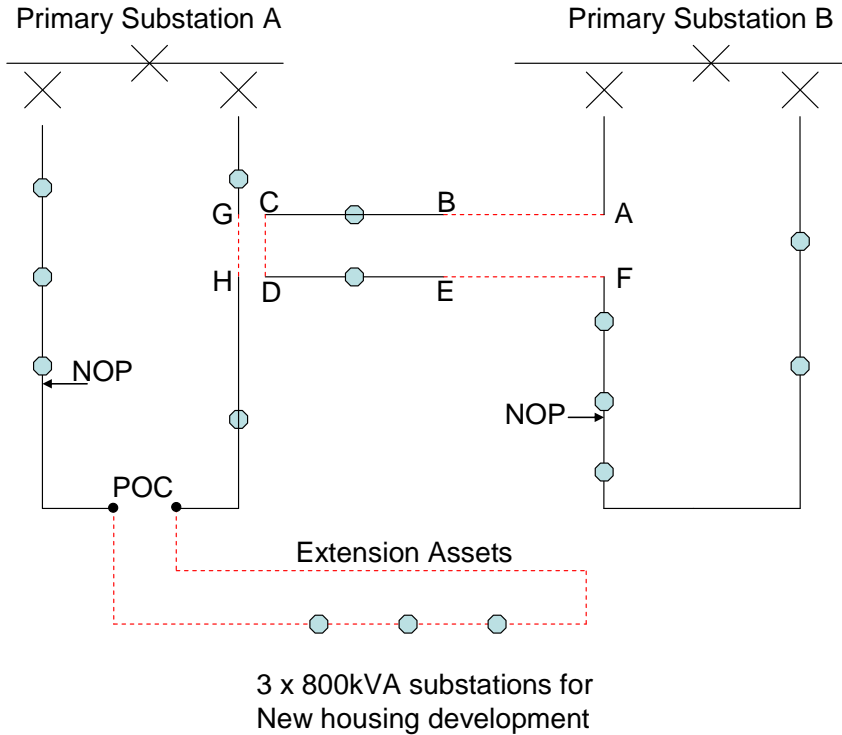 Primary Substation A
Primary Substation B
G
C
B
A
H
D
E
F
NOP
NOP
POC
Extension Assets
3 x 800kVA substations for
New housing development